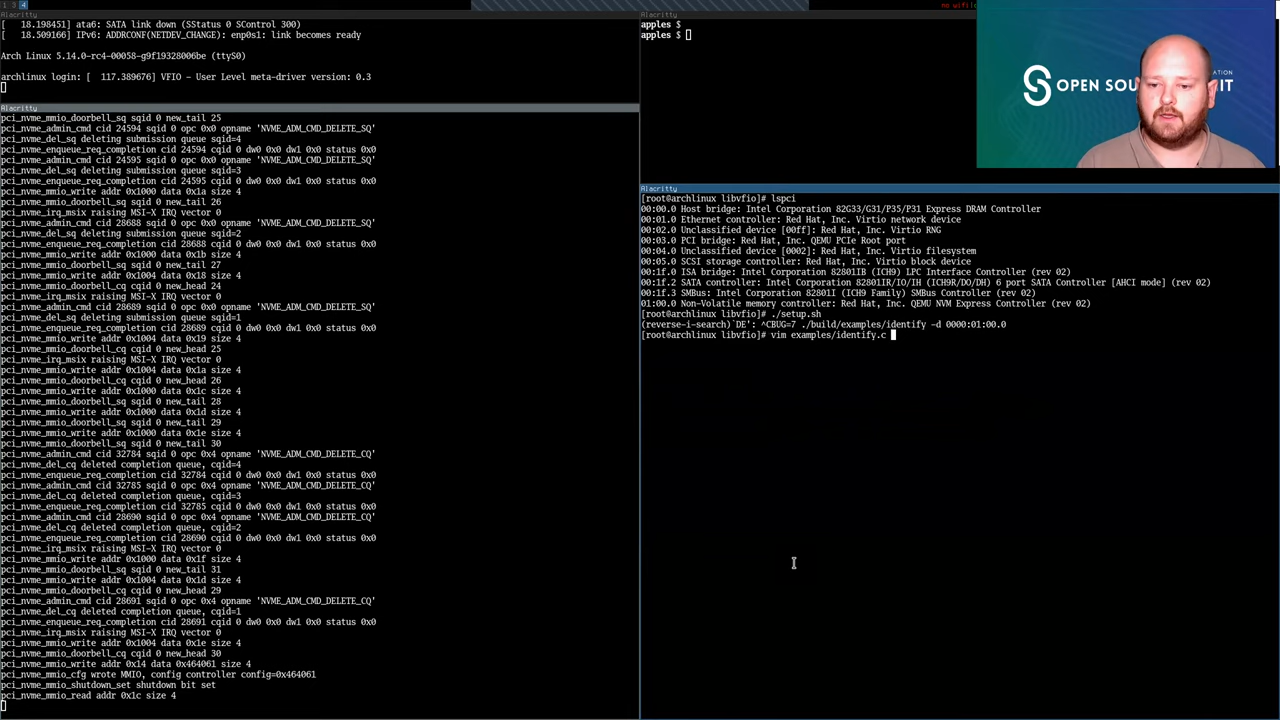 1 3 4
no wifi
Alacritty
[   18.198451] ata6: SATA link down (SStatus 0 SControl 300)
[   18.509166] IPv6: ADDRCONF(NETDEV_CHANGE): enp0s1: link becomes ready
Arch Linux 5.14.0-rc4-00058-g9f19328006be (ttyS0)
archlinux login: [  117.389676] VFIO - User Level meta-driver version: 0.3
Alacritty
pci_nvme_mmio_doorbell_sq sqid 0 new_tail 25
pci_nvme_admin_cmd cid 24594 sqid 0 opc 0x0 opname 'NVME_ADM_CMD_DELETE_SQ'
pci_nvme_del_sq deleting submission queue sqid=4
pci_nvme_enqueue_req_completion cid 24594 cqid 0 dw0 0x0 dw1 0x0 status 0x0
pci_nvme_admin_cmd cid 24595 sqid 0 opc 0x0 opname 'NVME_ADM_CMD_DELETE_SQ'
pci_nvme_del_sq deleting submission queue sqid=3
pci_nvme_enqueue_req_completion cid 24595 cqid 0 dw0 0x0 dw1 0x0 status 0x0
pci_nvme_mmio_write addr 0x1000 data 0x1a size 4
pci_nvme_mmio_doorbell_sq sqid 0 new_tail 26
pci_nvme_irq_msix raising MSI-X IRQ vector 0
pci_nvme_admin_cmd cid 28688 sqid 0 opc 0x0 opname 'NVME_ADM_CMD_DELETE_SQ'
pci_nvme_del_sq deleting submission queue sqid=2
pci_nvme_enqueue_req_completion cid 28688 cqid 0 dw0 0x0 dw1 0x0 status 0x0
pci_nvme_mmio_write addr 0x1000 data 0x1b size 4
pci_nvme_mmio_doorbell_sq sqid 0 new_tail 27
pci_nvme_mmio_write addr 0x1004 data 0x18 size 4
pci_nvme_mmio_doorbell_cq cqid 0 new_head 24
pci_nvme_irq_msix raising MSI-X IRQ vector 0
pci_nvme_admin_cmd cid 28689 sqid 0 opc 0x0 opname 'NVME_ADM_CMD_DELETE_SQ'
pci_nvme_del_sq deleting submission queue sqid=1
pci_nvme_enqueue_req_completion cid 28689 cqid 0 dw0 0x0 dw1 0x0 status 0x0
pci_nvme_mmio_write addr 0x1004 data 0x19 size 4
pci_nvme_mmio_doorbell_cq cqid 0 new_head 25
pci_nvme_irq_msix raising MSI-X IRQ vector 0
pci_nvme_mmio_write addr 0x1004 data 0x1a size 4
pci_nvme_mmio_doorbell_cq cqid 0 new_head 26
pci_nvme_mmio_write addr 0x1000 data 0x1c size 4
pci_nvme_mmio_doorbell_sq sqid 0 new_tail 28
pci_nvme_mmio_write addr 0x1000 data 0x1d size 4
pci_nvme_mmio_doorbell_sq sqid 0 new_tail 29
pci_nvme_mmio_write addr 0x1000 data 0x1e size 4
pci_nvme_mmio_doorbell_sq sqid 0 new_tail 30
pci_nvme_admin_cmd cid 32784 sqid 0 opc 0x4 opname 'NVME_ADM_CMD_DELETE_CQ'
pci_nvme_del_cq deleted completion queue, cqid=4
pci_nvme_enqueue_req_completion cid 32784 cqid 0 dw0 0x0 dw1 0x0 status 0x0
pci_nvme_admin_cmd cid 32785 sqid 0 opc 0x4 opname 'NVME_ADM_CMD_DELETE_CQ'
pci_nvme_del_cq deleted completion queue, cqid=3
pci_nvme_enqueue_req_completion cid 32785 cqid 0 dw0 0x0 dw1 0x0 status 0x0
pci_nvme_admin_cmd cid 28690 sqid 0 opc 0x4 opname 'NVME_ADM_CMD_DELETE_CQ'
pci_nvme_del_cq deleted completion queue, cqid=2
pci_nvme_enqueue_req_completion cid 28690 cqid 0 dw0 0x0 dw1 0x0 status 0x0
pci_nvme_irq_msix raising MSI-X IRQ vector 0
pci_nvme_mmio_write addr 0x1000 data 0x1f size 4
pci_nvme_mmio_doorbell_sq sqid 0 new_tail 31
pci_nvme_mmio_write addr 0x1004 data 0x1d size 4
pci_nvme_mmio_doorbell_cq cqid 0 new_head 29
pci_nvme_admin_cmd cid 28691 sqid 0 opc 0x4 opname 'NVME_ADM_CMD_DELETE_CQ'
pci_nvme_del_cq deleted completion queue, cqid=1
pci_nvme_enqueue_req_completion cid 28691 cqid 0 dw0 0x0 dw1 0x0 status 0x0
pci_nvme_irq_msix raising MSI-X IRQ vector 0
pci_nvme_mmio_write addr 0x1004 data 0x1e size 4
pci_nvme_mmio_doorbell_cq cqid 0 new_head 30
pci_nvme_mmio_write addr 0x14 data 0x464061 size 4
pci_nvme_mmio_cfg wrote MMIO, config controller config=0x464061
pci_nvme_mmio_shutdown_set shutdown bit set
pci_nvme_mmio_read addr 0x1c size 4
Alacritty
apples $
apples $
OPEN SOU
ATION
IT
Alacritty
[root@archlinux libvfio]# lspci
00:00.0 Host bridge: Intel Corporation 82G33/G31/P35/P31 Express DRAM Controller
00:01.0 Ethernet controller: Red Hat, Inc. Virtio network device
00:02.0 Unclassified device [00ff]: Red Hat, Inc. Virtio RNG
00:03.0 PCI bridge: Red Hat, Inc. QEMU PCIe Root port
00:04.0 Unclassified device [0002]: Red Hat, Inc. Virtio filesystem
00:05.0 SCSI storage controller: Red Hat, Inc. Virtio block device
00:1f.0 ISA bridge: Intel Corporation 82801IB (ICH9) LPC Interface Controller (rev 02)
00:1f.2 SATA controller: Intel Corporation 82801IR/IO/IH (ICH9R/DO/DH) 6 port SATA Controller [AHCI mode] (rev 02)
00:1f.3 SMBus: Intel Corporation 82801I (ICH9 Family) SMBus Controller (rev 02)
01:00.0 Non-Volatile memory controller: Red Hat, Inc. QEMU NVM Express Controller (rev 02)
[root@archlinux libvfio]# ./setup.sh
(reverse-i-search)`DE': ^CBUG=7 ./build/examples/identify -d 0000:01:00.0
[root@archlinux libvfio]# vim examples/identify.c